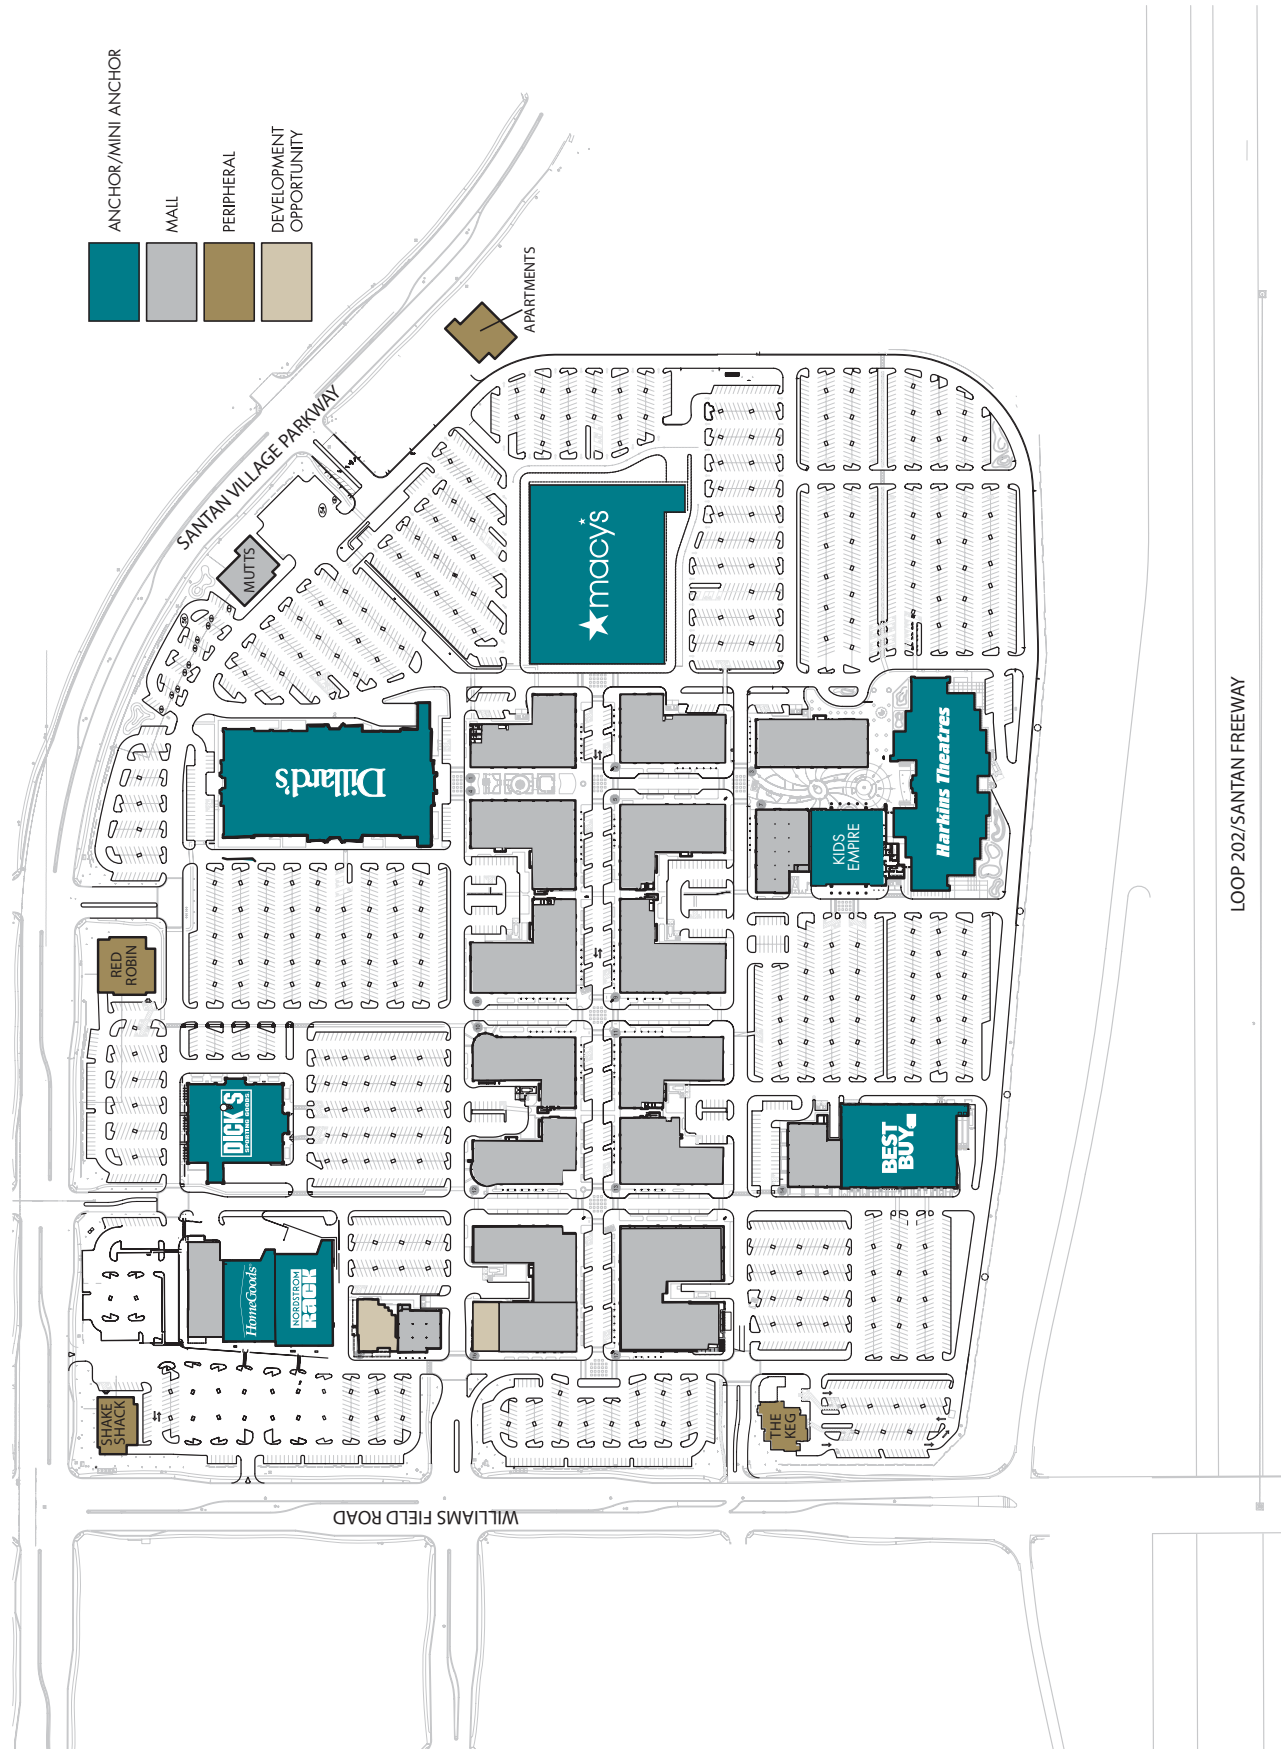 ANCHOR/MINI ANCHOR
MALL
PERIPHERAL
DEVELOPMENT
OPPORTUNITY
APARTMENTS
SANTAN VILLAGE PARKWAY
MUTTS
macy's
Dillard's
Harkins Theatres
KIDS
EMPIRE
RED
ROBIN
DICK'S
SPORTING GOODS
BEST
BUY
HomeGoods
NORDSTROM
RACK
SHAKE
SHACK
THE
KEG
WILLIAMS FIELD ROAD
LOOP 202/SANTAN FREEWAY